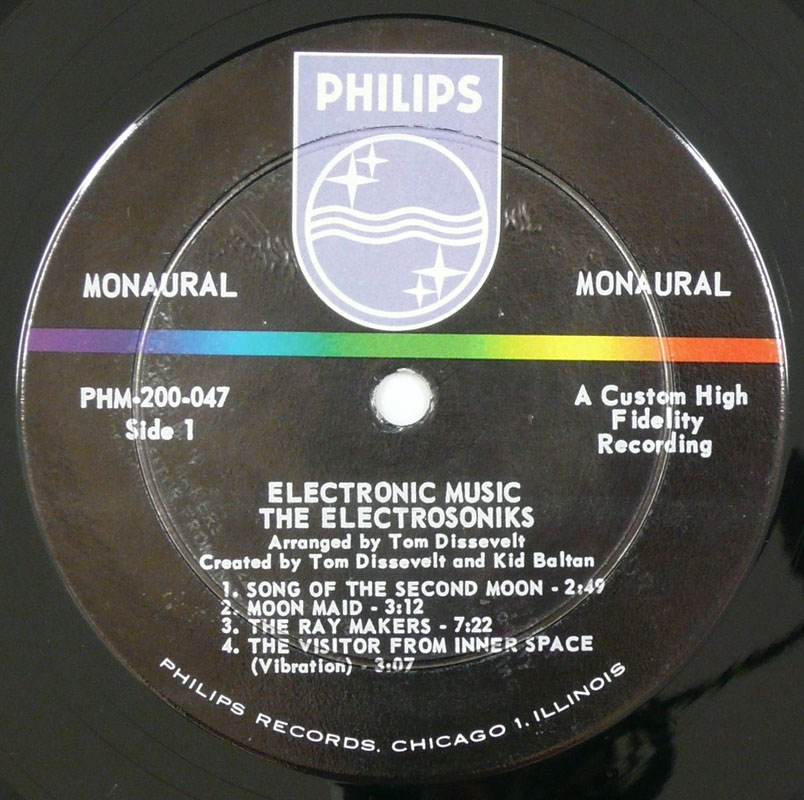 PHILIPS
MONAURAL
MONAURAL
PHM-200-047
Side 1
A Custom High
Fidelity
Recording
ELECTRONIC MUSIC
THE ELECTROSONIKS
Arranged by Tom Dissevelt
Created by Tom Dissevelt and Kid Baltan
1. SONG OF THE SECOND MOON - 2:49
2. MOON MAID - 3:12
3. THE RAY MAKERS - 7:22
4. THE VISITOR FROM INNER SPACE
(Vibration) - 3:07
PHILIPS RECORDS, CHICAGO 1, ILLINOIS